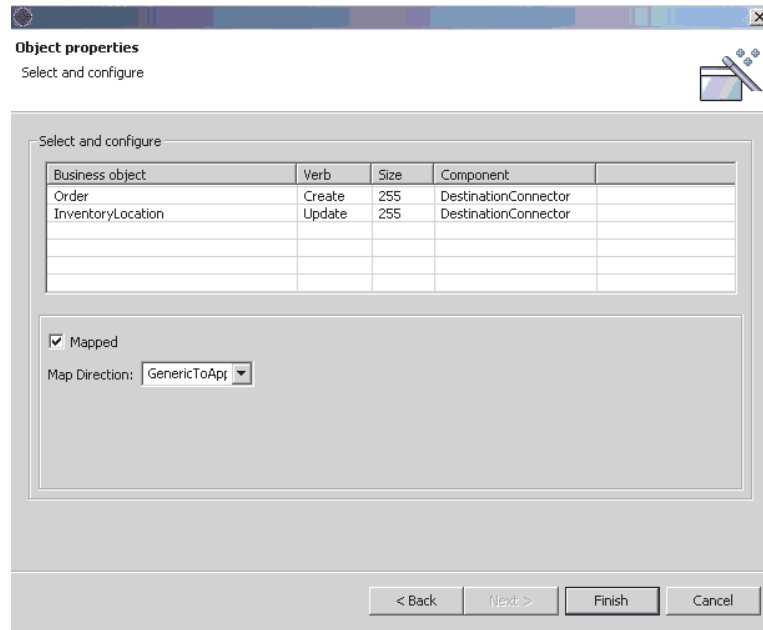 Object properties
Select and configure
Select and configure
Business object Verb Size Component
Order Create 255 DestinationConnector
InventoryLocation Update 255 DestinationConnector
Mapped
Map Direction: GenericToApp
< Back Next > Finish Cancel